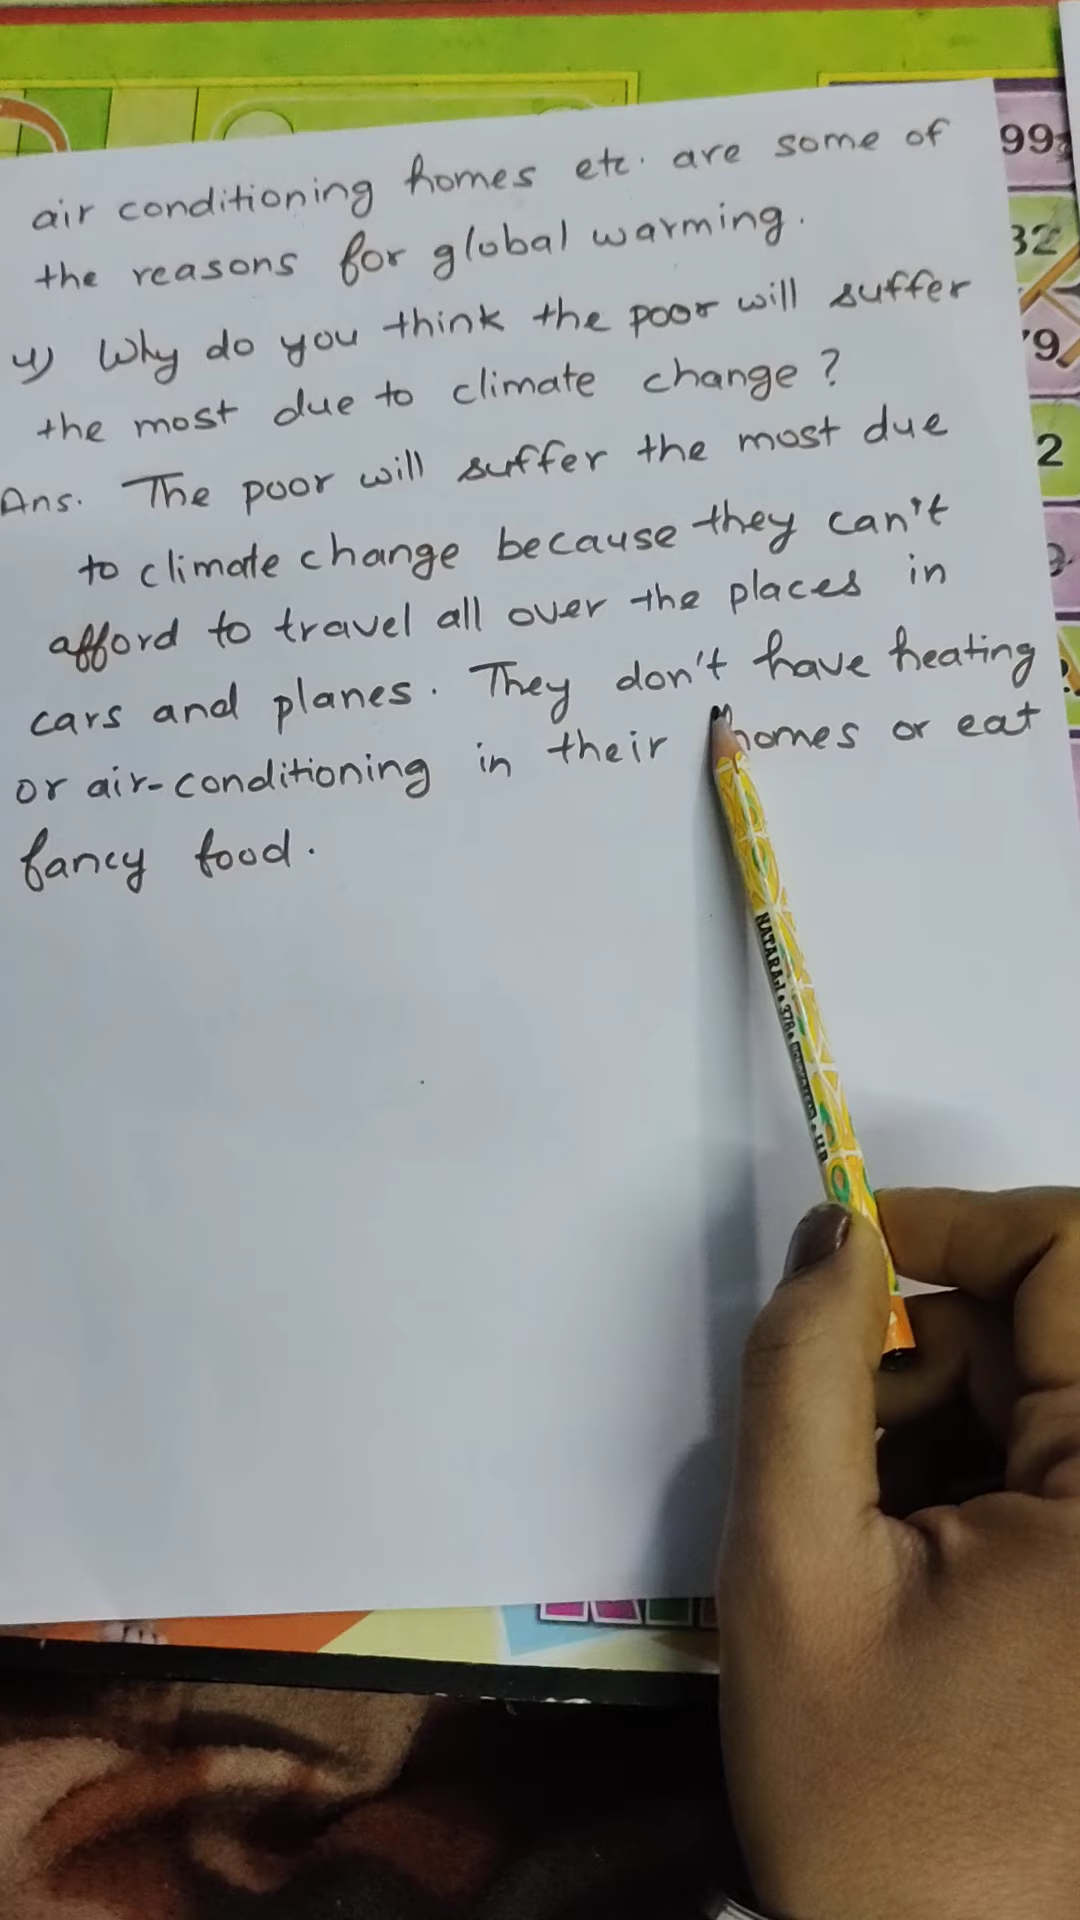 air conditioning homes etc. are some of
the reasons for global warming.
4) Why do you think the poor will suffer
the most due to climate change?
Ans. The poor will suffer the most due
to climate change because they can't
afford to travel all over the places in
cars and planes. They don't have heating
or air-conditioning in their homes or eat
fancy food.
99
32
79
2
NATARAJ